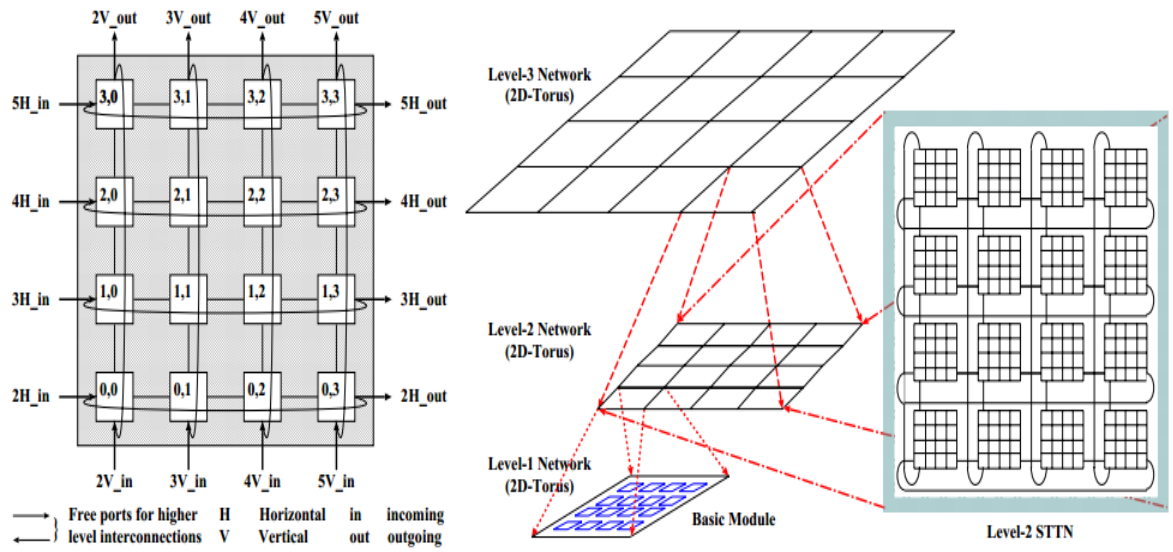 2V_out 3V_out 4V_out 5V_out
5H_in 3,0 3,1 3,2 3,3 5H_out
4H_in 2,0 2,1 2,2 2,3 4H_out
3H_in 1,0 1,1 1,2 1,3 3H_out
2H_in 0,0 0,1 0,2 0,3 2H_out
2V_in 3V_in 4V_in 5V_in
Free ports for higher H Horizontal in incoming
level interconnections V Vertical out outgoing
Level-3 Network
(2D-Torus)
Level-2 Network
(2D-Torus)
Level-1 Network
(2D-Torus)
Basic Module
Level-2 STTN